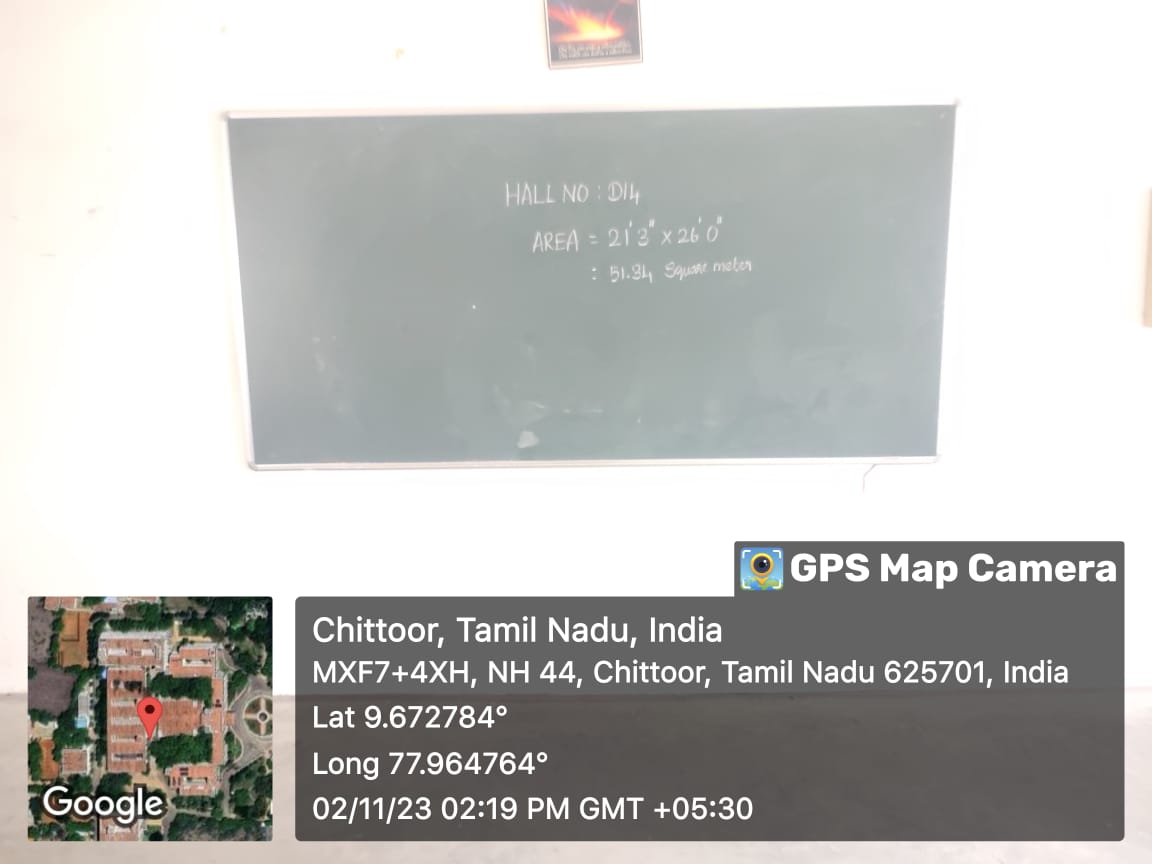 HALL NO : D14
AREA = 21'3" x 26'0"
: 51.34 Square meter
GPS Map Camera
Chittoor, Tamil Nadu, India
MXF7+4XH, NH 44, Chittoor, Tamil Nadu 625701, India
Lat 9.672784°
Long 77.964764°
02/11/23 02:19 PM GMT +05:30
Google